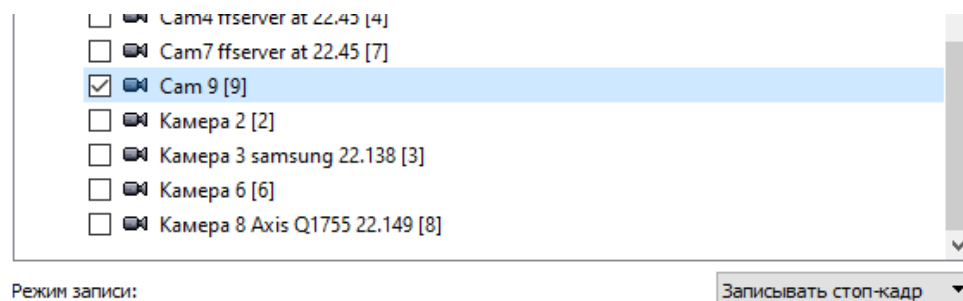 Cam4 ffserver at 22.45 [4]
Cam7 ffserver at 22.45 [7]
Cam 9 [9]
Камера 2 [2]
Камера 3 samsung 22.138 [3]
Камера 6 [6]
Камера 8 Axis Q1755 22.149 [8]
Режим записи: Записывать стоп-кадр